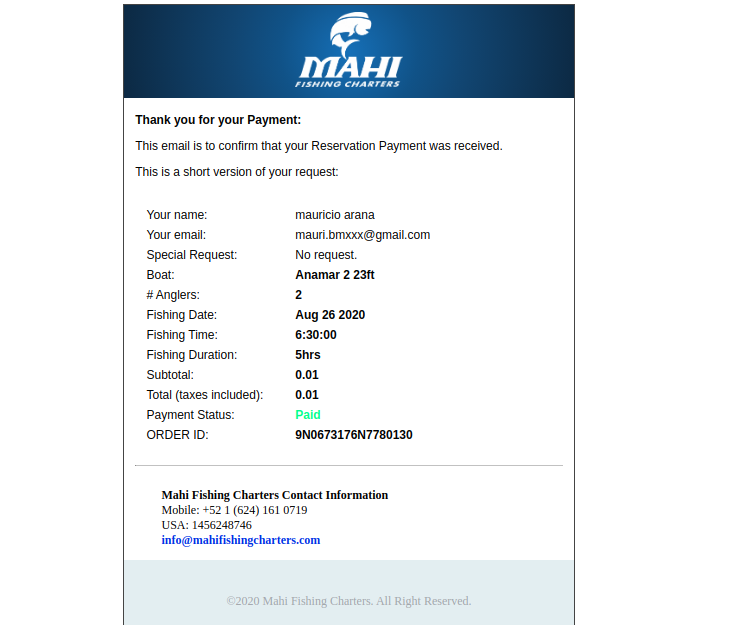 MAHI
FISHING CHARTERS
Thank you for your Payment:
This email is to confirm that your Reservation Payment was received.
This is a short version of your request:
Your name: mauricio arana
Your email: mauri.bmxxx@gmail.com
Special Request: No request.
Boat: Anamar 2 23ft
# Anglers: 2
Fishing Date: Aug 26 2020
Fishing Time: 6:30:00
Fishing Duration: 5hrs
Subtotal: 0.01
Total (taxes included): 0.01
Payment Status: Paid
ORDER ID: 9N0673176N7780130
Mahi Fishing Charters Contact Information
Mobile: +52 1 (624) 161 0719
USA: 1456248746
info@mahifishingcharters.com
©2020 Mahi Fishing Charters. All Right Reserved.